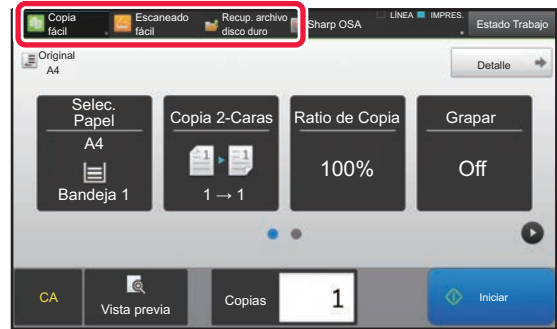 Copia fácil
Escaneado fácil
Recup. archivo disco duro
Sharp OSA
LÍNEA
IMPRES.
Estado Trabajo
Original
A4
Detalle
Selec. Papel
A4
Bandeja 1
Copia 2-Caras
1
1
1 → 1
Ratio de Copia
100%
Grapar
Off
CA
Vista previa
Copias
1
Iniciar